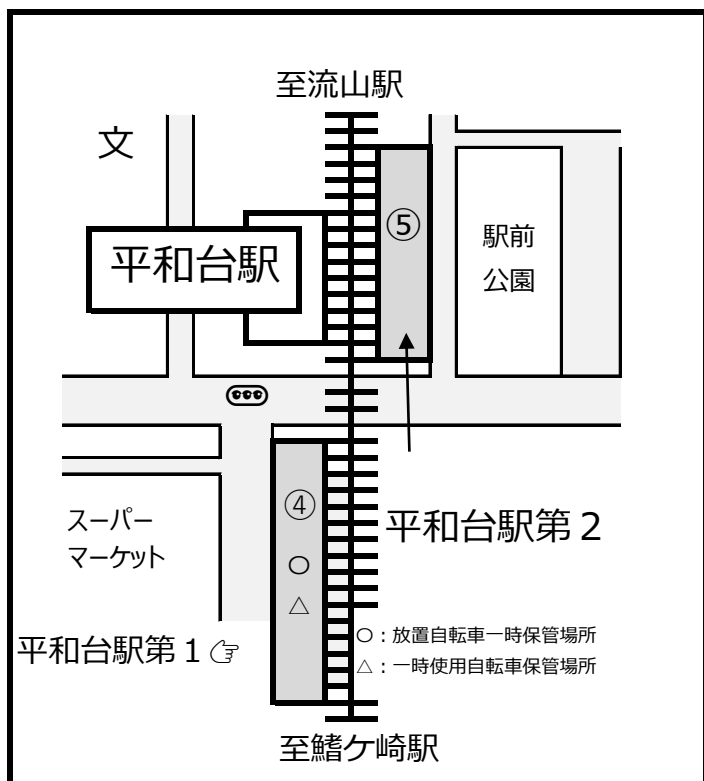 至流山駅
文
⑤
平和台駅
駅前
公園
④
スーパー
マーケット
○
△
平和台駅第２
平和台駅第１☞
○：放置自転車一時保管場所
△：一時使用自転車保管場所
至鰭ケ崎駅